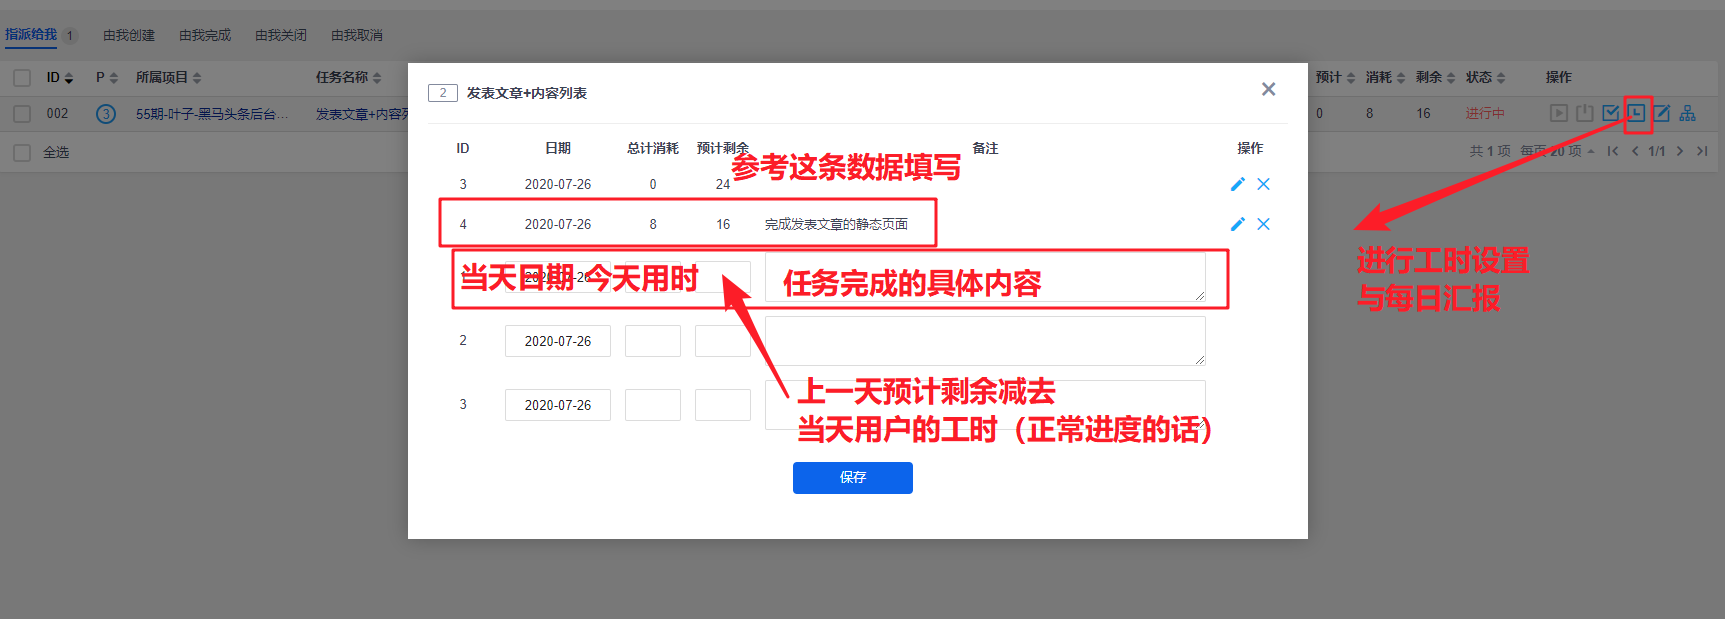 指派给我 1 由我创建 由我完成 由我关闭 由我取消
ID P 所属项目 任务名称 预计 消耗 剩余 状态 操作
002 3 55期-叶子-黑马头条后台... 发表文章+内容列 0 8 16 进行中
全选 共 1 项 每页 20 项 1/1
2 发表文章+内容列表
ID 日期 总计消耗 预计剩余 备注 操作
参考这条数据填写
3 2020-07-26 0 24
4 2020-07-26 8 16 完成发表文章的静态页面
当天日期 今天用时 任务完成的具体内容
进行工时设置
与每日汇报
2 2020-07-26
3 2020-07-26
上一天预计剩余减去
当天用户的工时（正常进度的话）
保存